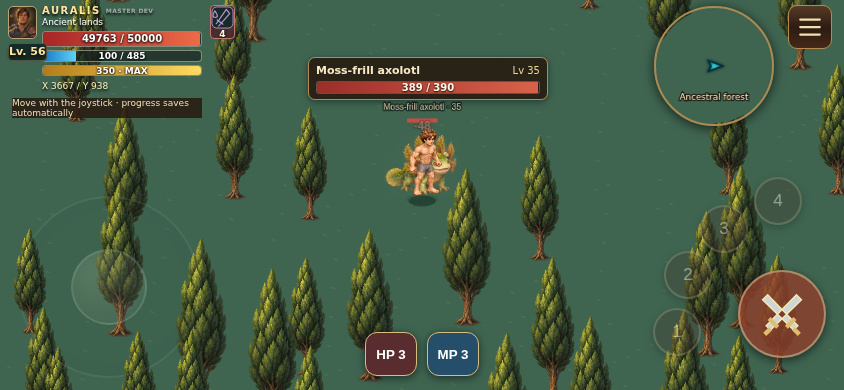 AURALIS MASTER DEV
Ancient lands
49763 / 50000
Lv. 56
100 / 485
350 · MAX
X 3667 / Y 938
Move with the joystick · progress saves
automatically
4
Moss-frill axolotl Lv 35
389 / 390
Moss-frill axolotl · 35
-48
Ancestral forest
4
3
2
1
HP 3
MP 3